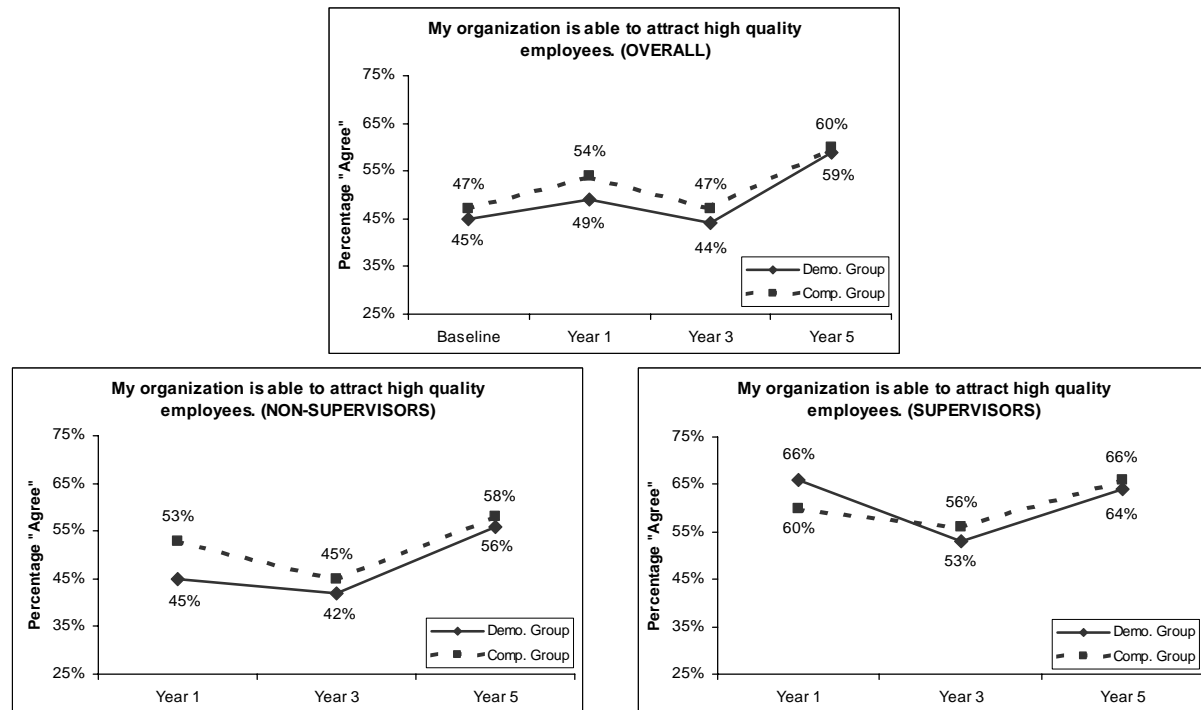 My organization is able to attract high quality
employees. (OVERALL)
Percentage "Agree"
75%
65%
55%
45%
35%
25%
47%
54%
47%
60%
45%
49%
44%
59%
Demo. Group
Comp. Group
Baseline
Year 1
Year 3
Year 5
My organization is able to attract high quality
employees. (NON-SUPERVISORS)
Percentage "Agree"
75%
65%
55%
45%
35%
25%
53%
45%
58%
45%
42%
56%
Demo. Group
Comp. Group
Year 1
Year 3
Year 5
My organization is able to attract high quality
employees. (SUPERVISORS)
Percentage "Agree"
75%
65%
55%
45%
35%
25%
66%
56%
66%
60%
53%
64%
Demo. Group
Comp. Group
Year 1
Year 3
Year 5